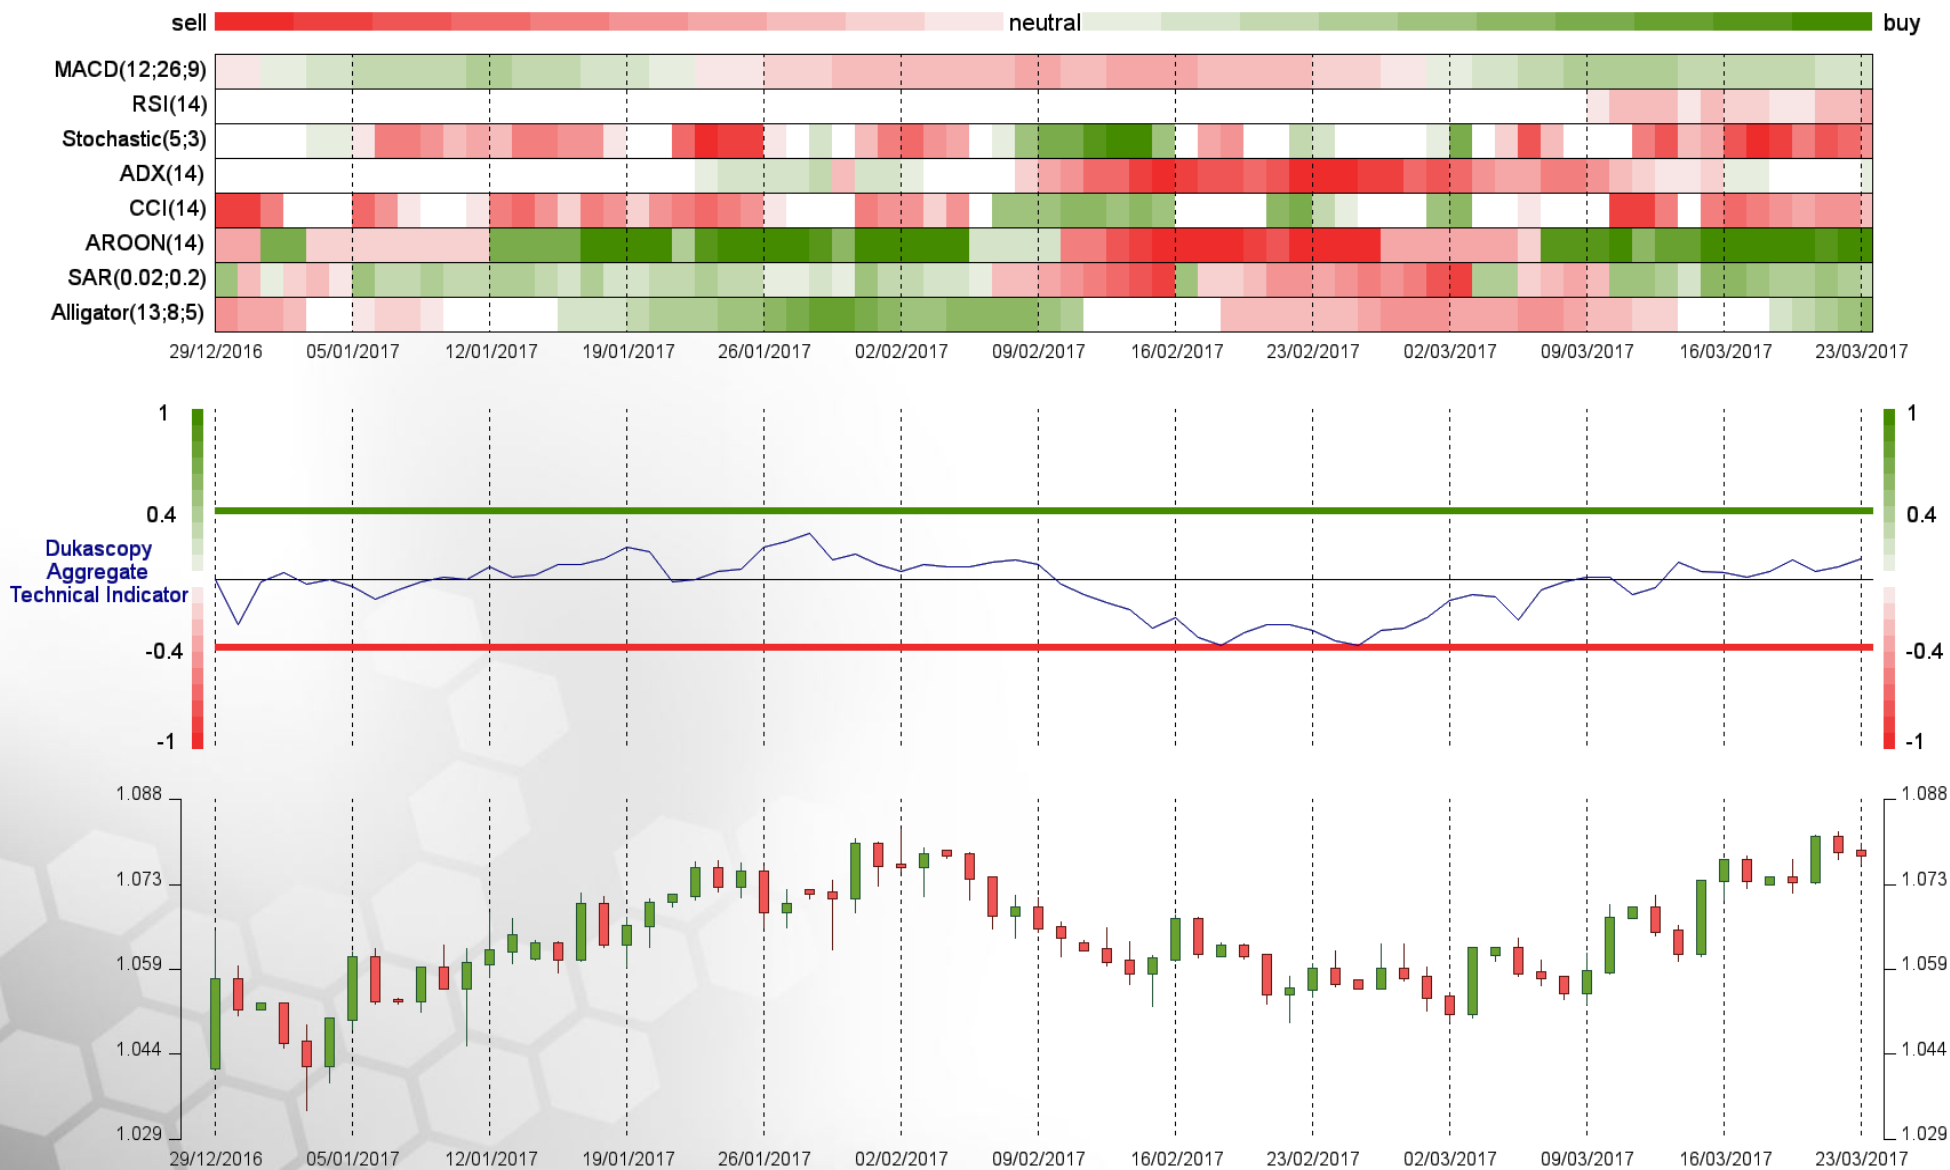 sell neutral buy
MACD(12;26;9)
RSI(14)
Stochastic(5;3)
ADX(14)
CCI(14)
AROON(14)
SAR(0.02;0.2)
Alligator(13;8;5)
29/12/2016 05/01/2017 12/01/2017 19/01/2017 26/01/2017 02/02/2017 09/02/2017 16/02/2017 23/02/2017 02/03/2017 09/03/2017 16/03/2017 23/03/2017
1 1
0.4 0.4
Dukascopy
Aggregate
Technical Indicator
-0.4 -0.4
-1 -1
1.088 1.088
1.073 1.073
1.059 1.059
1.044 1.044
1.029 1.029
29/12/2016 05/01/2017 12/01/2017 19/01/2017 26/01/2017 02/02/2017 09/02/2017 16/02/2017 23/02/2017 02/03/2017 09/03/2017 16/03/2017 23/03/2017